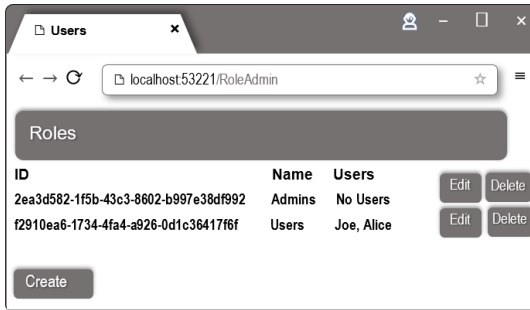 Users
localhost:53221/RoleAdmin
Roles
ID Name Users
2ea3d582-1f5b-43c3-8602-b997e38df992 Admins No Users Edit Delete
f2910ea6-1734-4fa4-a926-0d1c36417f6f Users Joe, Alice Edit Delete
Create